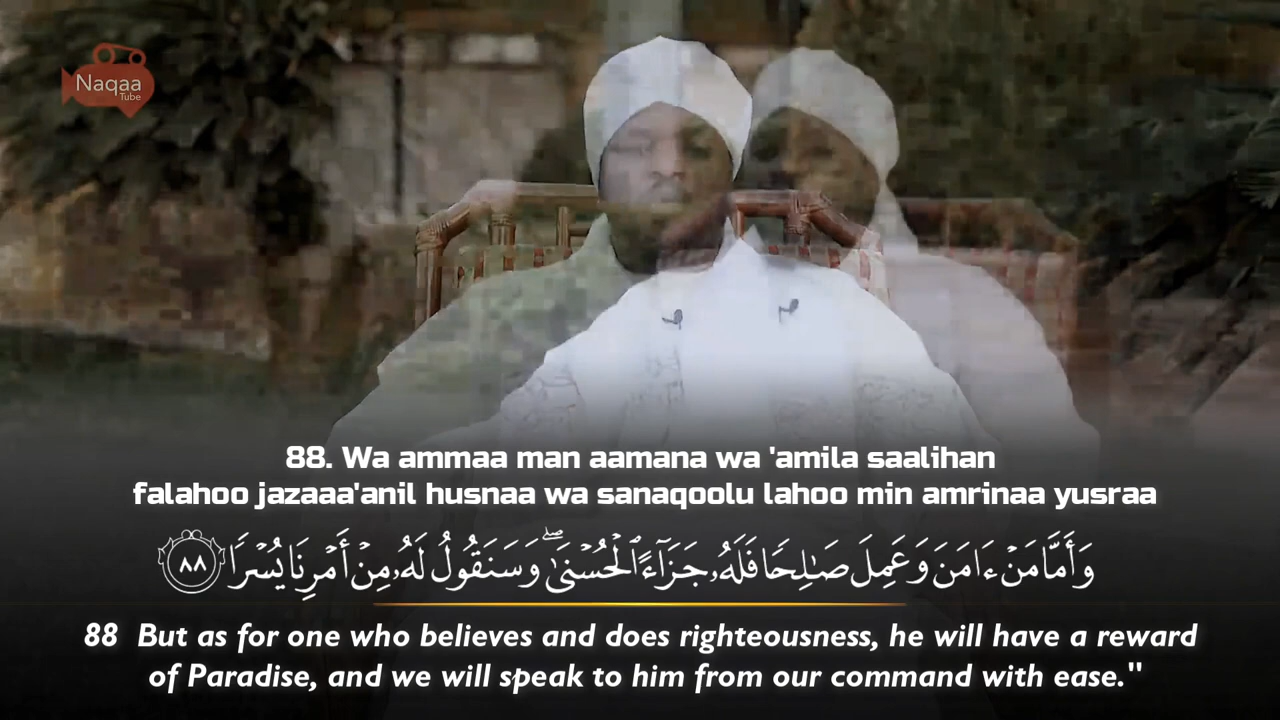 Naqaa
Tube
88. Wa ammaa man aamana wa 'amila saalihan
falahoo jazaaa'anil husnaa wa sanaqoolu lahoo min amrinaa yusraa
وَأَمَّا مَنْ ءَامَنَ وَعَمِلَ صَـٰلِحًا فَلَهُۥ جَزَآءً ٱلْحُسْنَىٰ ۖ وَسَنَقُولُ لَهُۥ مِنْ أَمْرِنَا يُسْرًا ٨٨
88 But as for one who believes and does righteousness, he will have a reward
of Paradise, and we will speak to him from our command with ease."